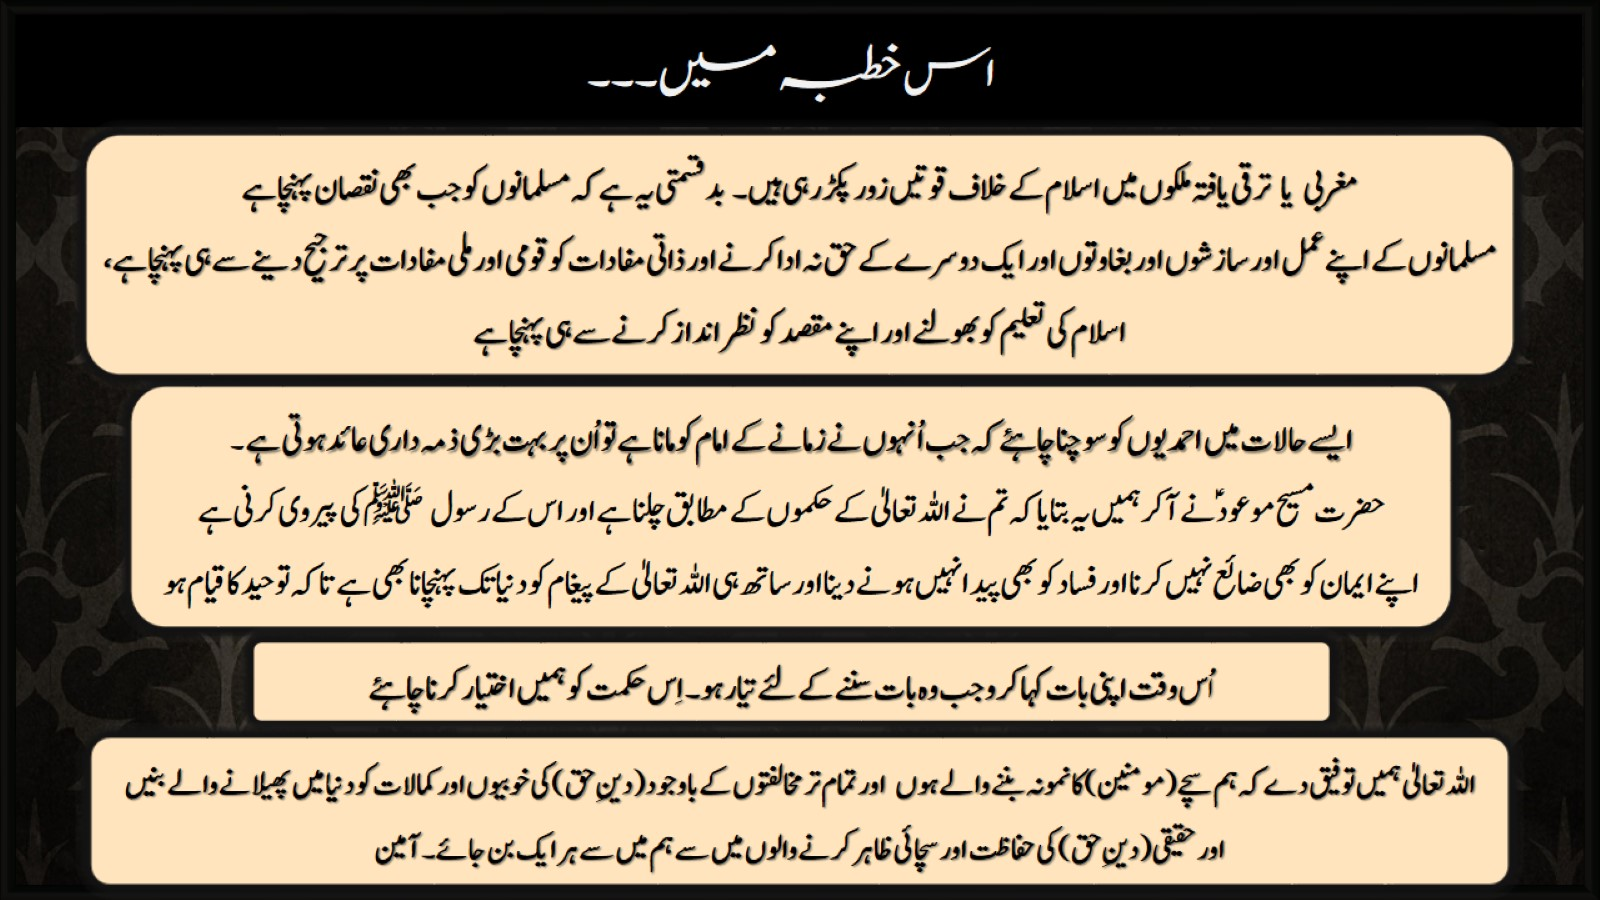 اس خطبہ میں۔۔۔
مغربی یا ترقی یافتہ ملکوں میں اسلام کے خلاف قوتیں زور پکڑ رہی ہیں۔ بدقسمتی یہ ہے کہ مسلمانوں کو جب بھی نقصان پہنچا ہے
مسلمانوں کے اپنے عمل اور سازشوں اور بغاوتوں اور ایک دوسرے کے حق نہ ادا کرنے اور ذاتی مفادات کو قومی اور ملی مفادات پر ترجیح دینے سے ہی پہنچا ہے،
اسلام کی تعلیم کو بھولنے اور اپنے مقصد کو نظر انداز کرنے سے ہی پہنچا ہے
ایسے حالات میں احمدیوں کو سوچنا چاہئے کہ جب اُنہوں نے زمانے کے امام کو مانا ہے تو اُن پر بہت بڑی ذمہ داری عائد ہوتی ہے۔
حضرت مسیح موعودؑ نے آکر ہمیں یہ بتایا کہ تم نے اللہ تعالیٰ کے حکموں کے مطابق چلنا ہے اور اس کے رسول ﷺ کی پیروی کرنی ہے
اپنے ایمان کو بھی ضائع نہیں کرنا اور فساد کو بھی پیدا نہیں ہونے دینا اور ساتھ ہی اللہ تعالیٰ کے پیغام کو دنیا تک پہنچانا بھی ہے تاکہ توحید کا قیام ہو
اُس وقت اپنی بات کہا کرو جب وہ بات سننے کے لئے تیار ہو۔ اِس حکمت کو ہمیں اختیار کرنا چاہئے
اللہ تعالیٰ ہمیں توفیق دے کہ ہم سچے (مومنین) کا نمونہ بننے والے ہوں اور تمام تر مخالفتوں کے باوجود (دینِ حق) کی خوبیوں اور کمالات کو دنیا میں پھیلانے والے بنیں
اور حقیقی (دینِ حق) کی حفاظت اور سچائی ظاہر کرنے والوں میں سے ہم میں سے ہر ایک بن جائے۔ آمین